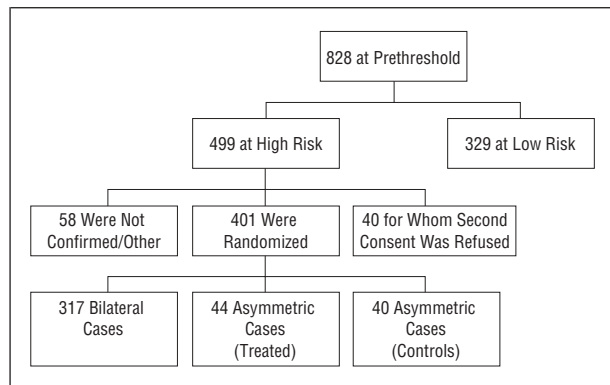 828 at Prethreshold
499 at High Risk
329 at Low Risk
58 Were Not
Confirmed/Other
401 Were
Randomized
40 for Whom Second
Consent Was Refused
317 Bilateral
Cases
44 Asymmetric
Cases
(Treated)
40 Asymmetric
Cases
(Controls)